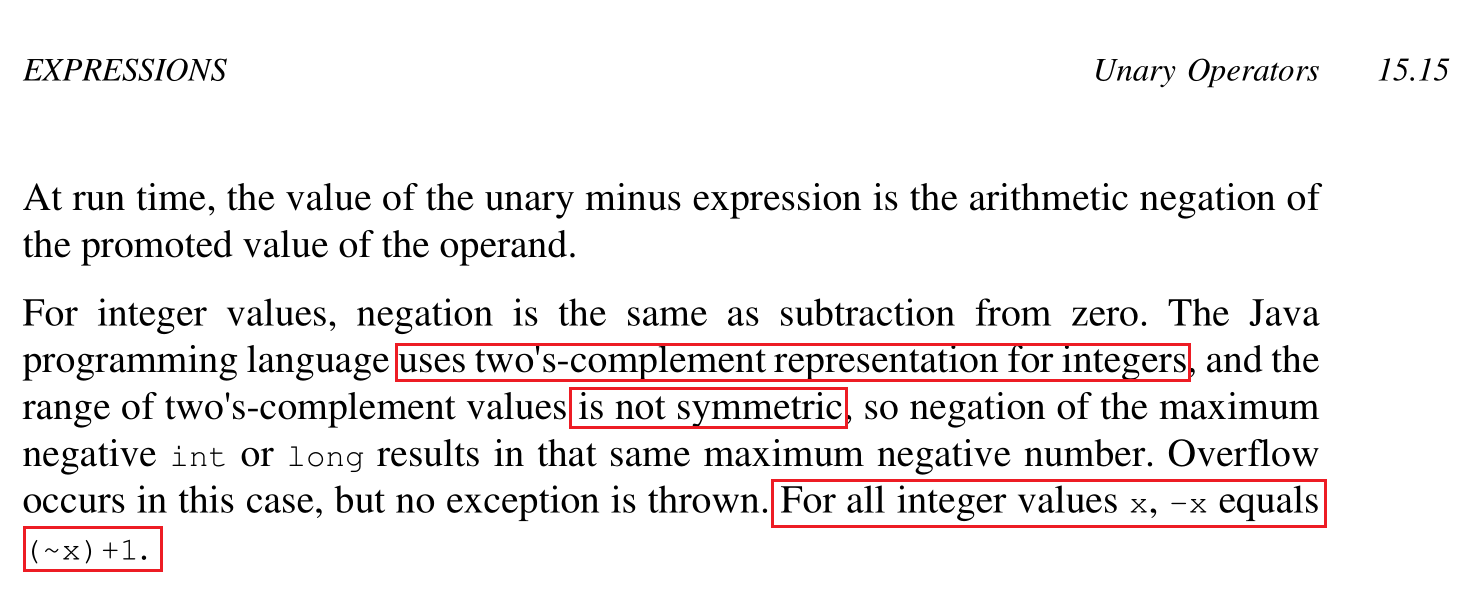 EXPRESSIONS Unary Operators 15.15
At run time, the value of the unary minus expression is the arithmetic negation of
the promoted value of the operand.
For integer values, negation is the same as subtraction from zero. The Java
programming language uses two's-complement representation for integers, and the
range of two's-complement values is not symmetric, so negation of the maximum
negative int or long results in that same maximum negative number. Overflow
occurs in this case, but no exception is thrown. For all integer values x, -x equals
(~x)+1.